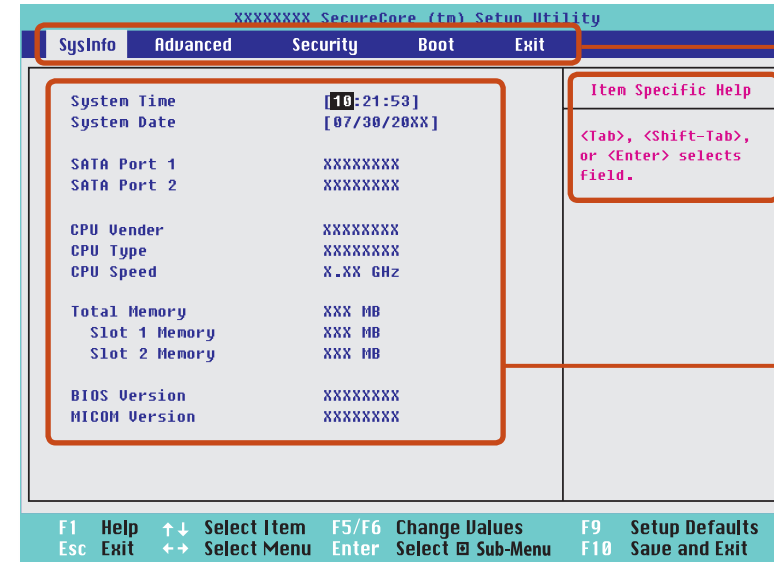 XXXXXXXX SecureCore (tm) Setup Utility
SysInfo Advanced Security Boot Exit
System Time [10:21:53]
System Date [07/30/20XX]
SATA Port 1 XXXXXXXX
SATA Port 2 XXXXXXXX
CPU Vender XXXXXXXX
CPU Type XXXXXXXX
CPU Speed X.XX GHz
Total Memory XXX MB
Slot 1 Memory XXX MB
Slot 2 Memory XXX MB
BIOS Version XXXXXXXX
MICOM Version XXXXXXXX
Item Specific Help
<Tab>, <Shift-Tab>,
or <Enter> selects
field.
F1 Help ↑↓ Select Item F5/F6 Change Values F9 Setup Defaults
Esc Exit ←→ Select Menu Enter Select Sub-Menu F10 Save and Exit